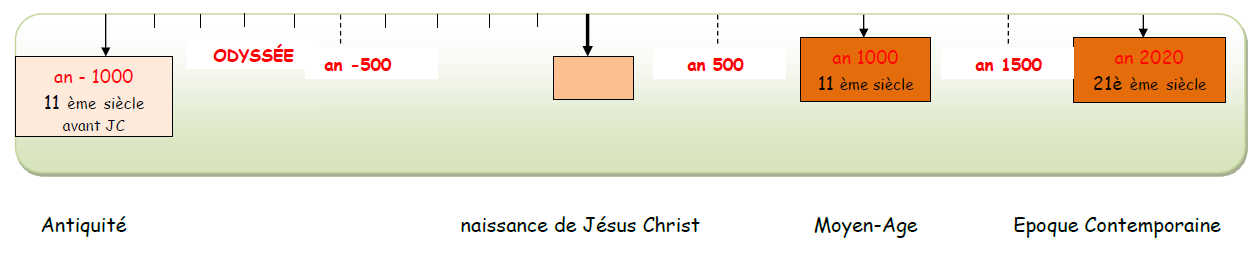 ODYSSÉE
an -500
an 500
an 1500
an - 1000
11 ème siècle
avant JC
an 1000
11 ème siècle
an 2020
21è ème siècle
Antiquité
naissance de Jésus Christ
Moyen-Age
Epoque Contemporaine